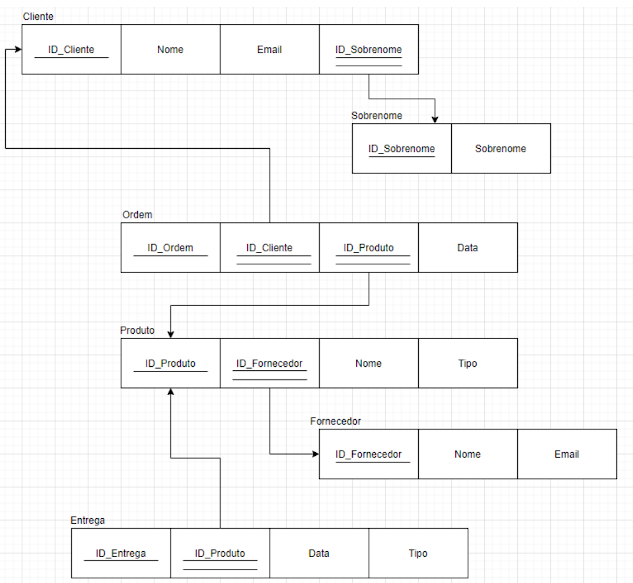 Cliente
ID_Cliente Nome Email ID_Sobrenome
Sobrenome
ID_Sobrenome Sobrenome
Ordem
ID_Ordem ID_Cliente ID_Produto Data
Produto
ID_Produto ID_Fornecedor Nome Tipo
Fornecedor
ID_Fornecedor Nome Email
Entrega
ID_Entrega ID_Produto Data Tipo